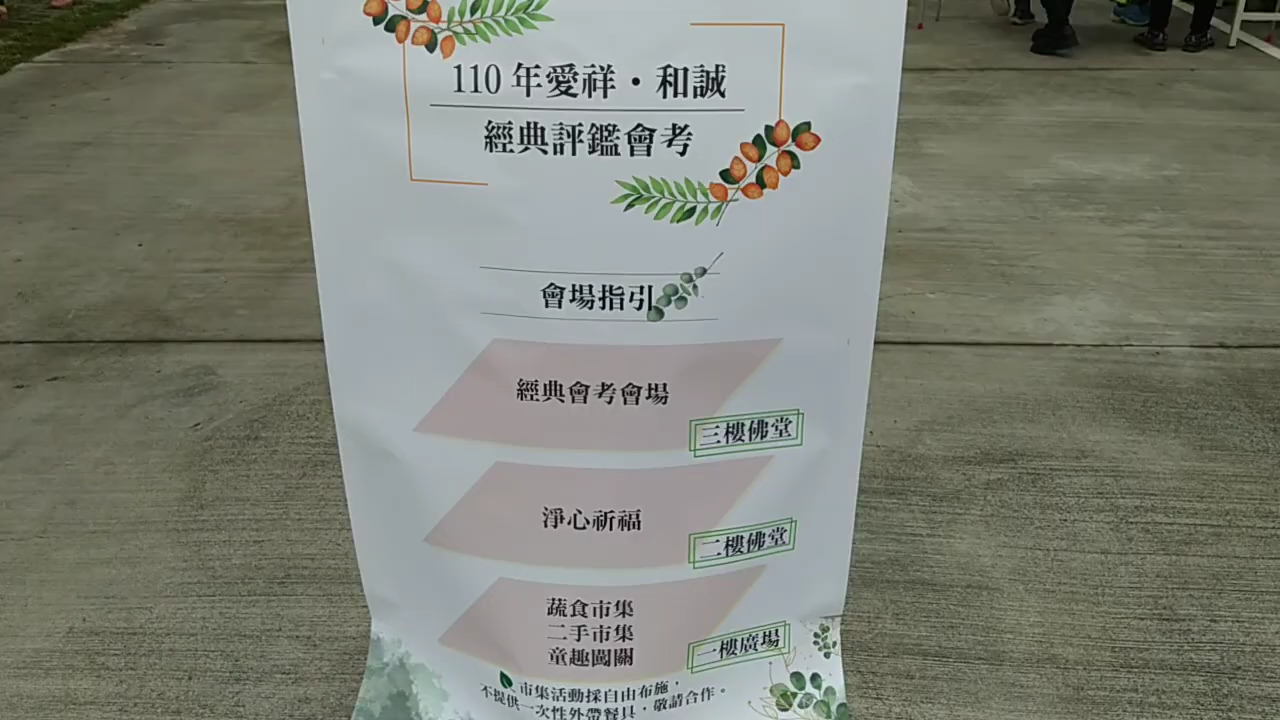 110 年愛祥・和誠
經典評鑑會考
會場指引
經典會考會場
三樓佛堂
淨心祈福
二樓佛堂
蔬食市集
二手市集
童趣闖關
一樓廣場
市集活動採自由布施，
不提供一次性外帶餐具，敬請合作。